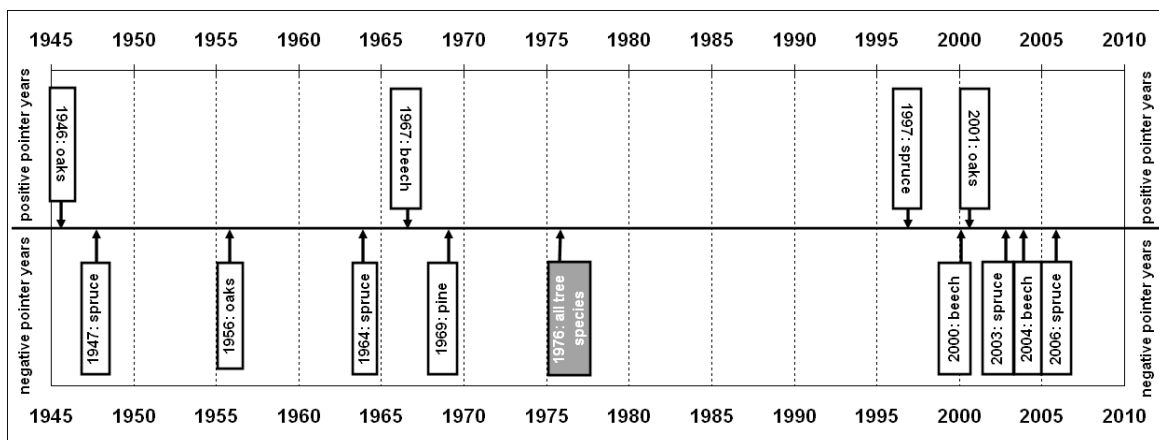 1945 1950 1955 1960 1965 1970 1975 1980 1985 1990 1995 2000 2005 2010
positive pointer years
1946: oaks
1967: beech
1997: spruce
2001: oaks
positive pointer years
negative pointer years
1947: spruce
1956: oaks
1964: spruce
1969: pine
1976: all tree
species
2000: beech
2003: spruce
2004: beech
2006: spruce
negative pointer years
1945 1950 1955 1960 1965 1970 1975 1980 1985 1990 1995 2000 2005 2010